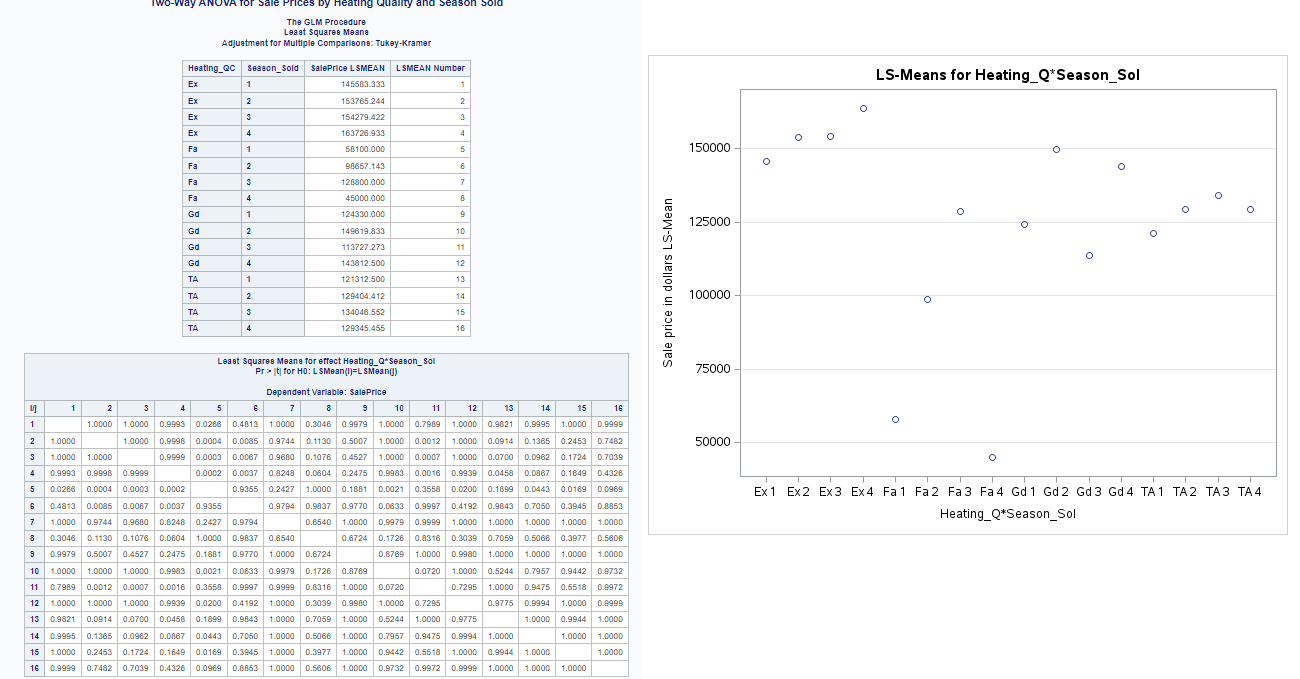 Two-Way ANOVA for Sale Prices by Heating Quality and Season Sold
The GLM Procedure
Least Squares Means
Adjustment for Multiple Comparisons: Tukey-Kramer
Heating_QC Season_Sold SalePrice LSMEAN LSMEAN Number
Ex 1 145583.333 1
Ex 2 153765.244 2
Ex 3 154279.422 3
Ex 4 163726.933 4
Fa 1 58100.000 5
Fa 2 98657.143 6
Fa 3 128800.000 7
Fa 4 45000.000 8
Gd 1 124330.000 9
Gd 2 149619.833 10
Gd 3 113727.273 11
Gd 4 143812.500 12
TA 1 121312.500 13
TA 2 129404.412 14
TA 3 134046.552 15
TA 4 129345.455 16
Least Squares Means for effect Heating_Q*Season_Sol
Pr > |t| for H0: LSMean(i)=LSMean(j)
Dependent Variable: SalePrice
i/j 1 2 3 4 5 6 7 8 9 10 11 12 13 14 15 16
1 1.0000 1.0000 0.9993 0.0266 0.4813 1.0000 0.3046 0.9979 1.0000 0.7989 1.0000 0.9821 0.9995 1.0000 0.9999
2 1.0000 1.0000 0.9998 0.0004 0.0085 0.9744 0.1130 0.5007 1.0000 0.0012 1.0000 0.0914 0.1365 0.2453 0.7482
3 1.0000 1.0000 0.9999 0.0003 0.0067 0.9680 0.1076 0.4527 1.0000 0.0007 1.0000 0.0700 0.0962 0.1724 0.7039
4 0.9993 0.9998 0.9999 0.0002 0.0037 0.8248 0.0604 0.2475 0.9983 0.0016 0.9939 0.0458 0.0867 0.1649 0.4326
5 0.0266 0.0004 0.0003 0.0002 0.9355 0.2427 1.0000 0.1881 0.0021 0.3558 0.0200 0.1899 0.0443 0.0169 0.0969
6 0.4813 0.0085 0.0067 0.0037 0.9355 0.9794 0.9837 0.9770 0.0633 0.9997 0.4192 0.9843 0.7050 0.3945 0.8853
7 1.0000 0.9744 0.9680 0.8248 0.2427 0.9794 0.6540 1.0000 0.9979 0.9999 1.0000 1.0000 1.0000 1.0000 1.0000
8 0.3046 0.1130 0.1076 0.0604 1.0000 0.9837 0.6540 0.6724 0.1726 0.8316 0.3039 0.7059 0.5066 0.3977 0.5606
9 0.9979 0.5007 0.4527 0.2475 0.1881 0.9770 1.0000 0.6724 0.8769 1.0000 0.9980 1.0000 1.0000 1.0000 1.0000
10 1.0000 1.0000 1.0000 0.9983 0.0021 0.0633 0.9979 0.1726 0.8769 0.0720 1.0000 0.5244 0.7957 0.9442 0.9732
11 0.7989 0.0012 0.0007 0.0016 0.3558 0.9997 0.9999 0.8316 1.0000 0.0720 0.7295 1.0000 0.9475 0.5518 0.9972
12 1.0000 1.0000 1.0000 0.9939 0.0200 0.4192 1.0000 0.3039 0.9980 1.0000 0.7295 0.9775 0.9994 1.0000 0.9999
13 0.9821 0.0914 0.0700 0.0458 0.1899 0.9843 1.0000 0.7059 1.0000 0.5244 1.0000 0.9775 1.0000 0.9944 1.0000
14 0.9995 0.1365 0.0962 0.0867 0.0443 0.7050 1.0000 0.5066 1.0000 0.7957 0.9475 0.9994 1.0000 1.0000 1.0000
15 1.0000 0.2453 0.1724 0.1649 0.0169 0.3945 1.0000 0.3977 1.0000 0.9442 0.5518 1.0000 0.9944 1.0000 1.0000
16 0.9999 0.7482 0.7039 0.4326 0.0969 0.8853 1.0000 0.5606 1.0000 0.9732 0.9972 0.9999 1.0000 1.0000 1.0000
LS-Means for Heating_Q*Season_Sol
Sale price in dollars LS-Mean
150000
125000
100000
75000
50000
Ex 1 Ex 2 Ex 3 Ex 4 Fa 1 Fa 2 Fa 3 Fa 4 Gd 1 Gd 2 Gd 3 Gd 4 TA 1 TA 2 TA 3 TA 4
Heating_Q*Season_Sol